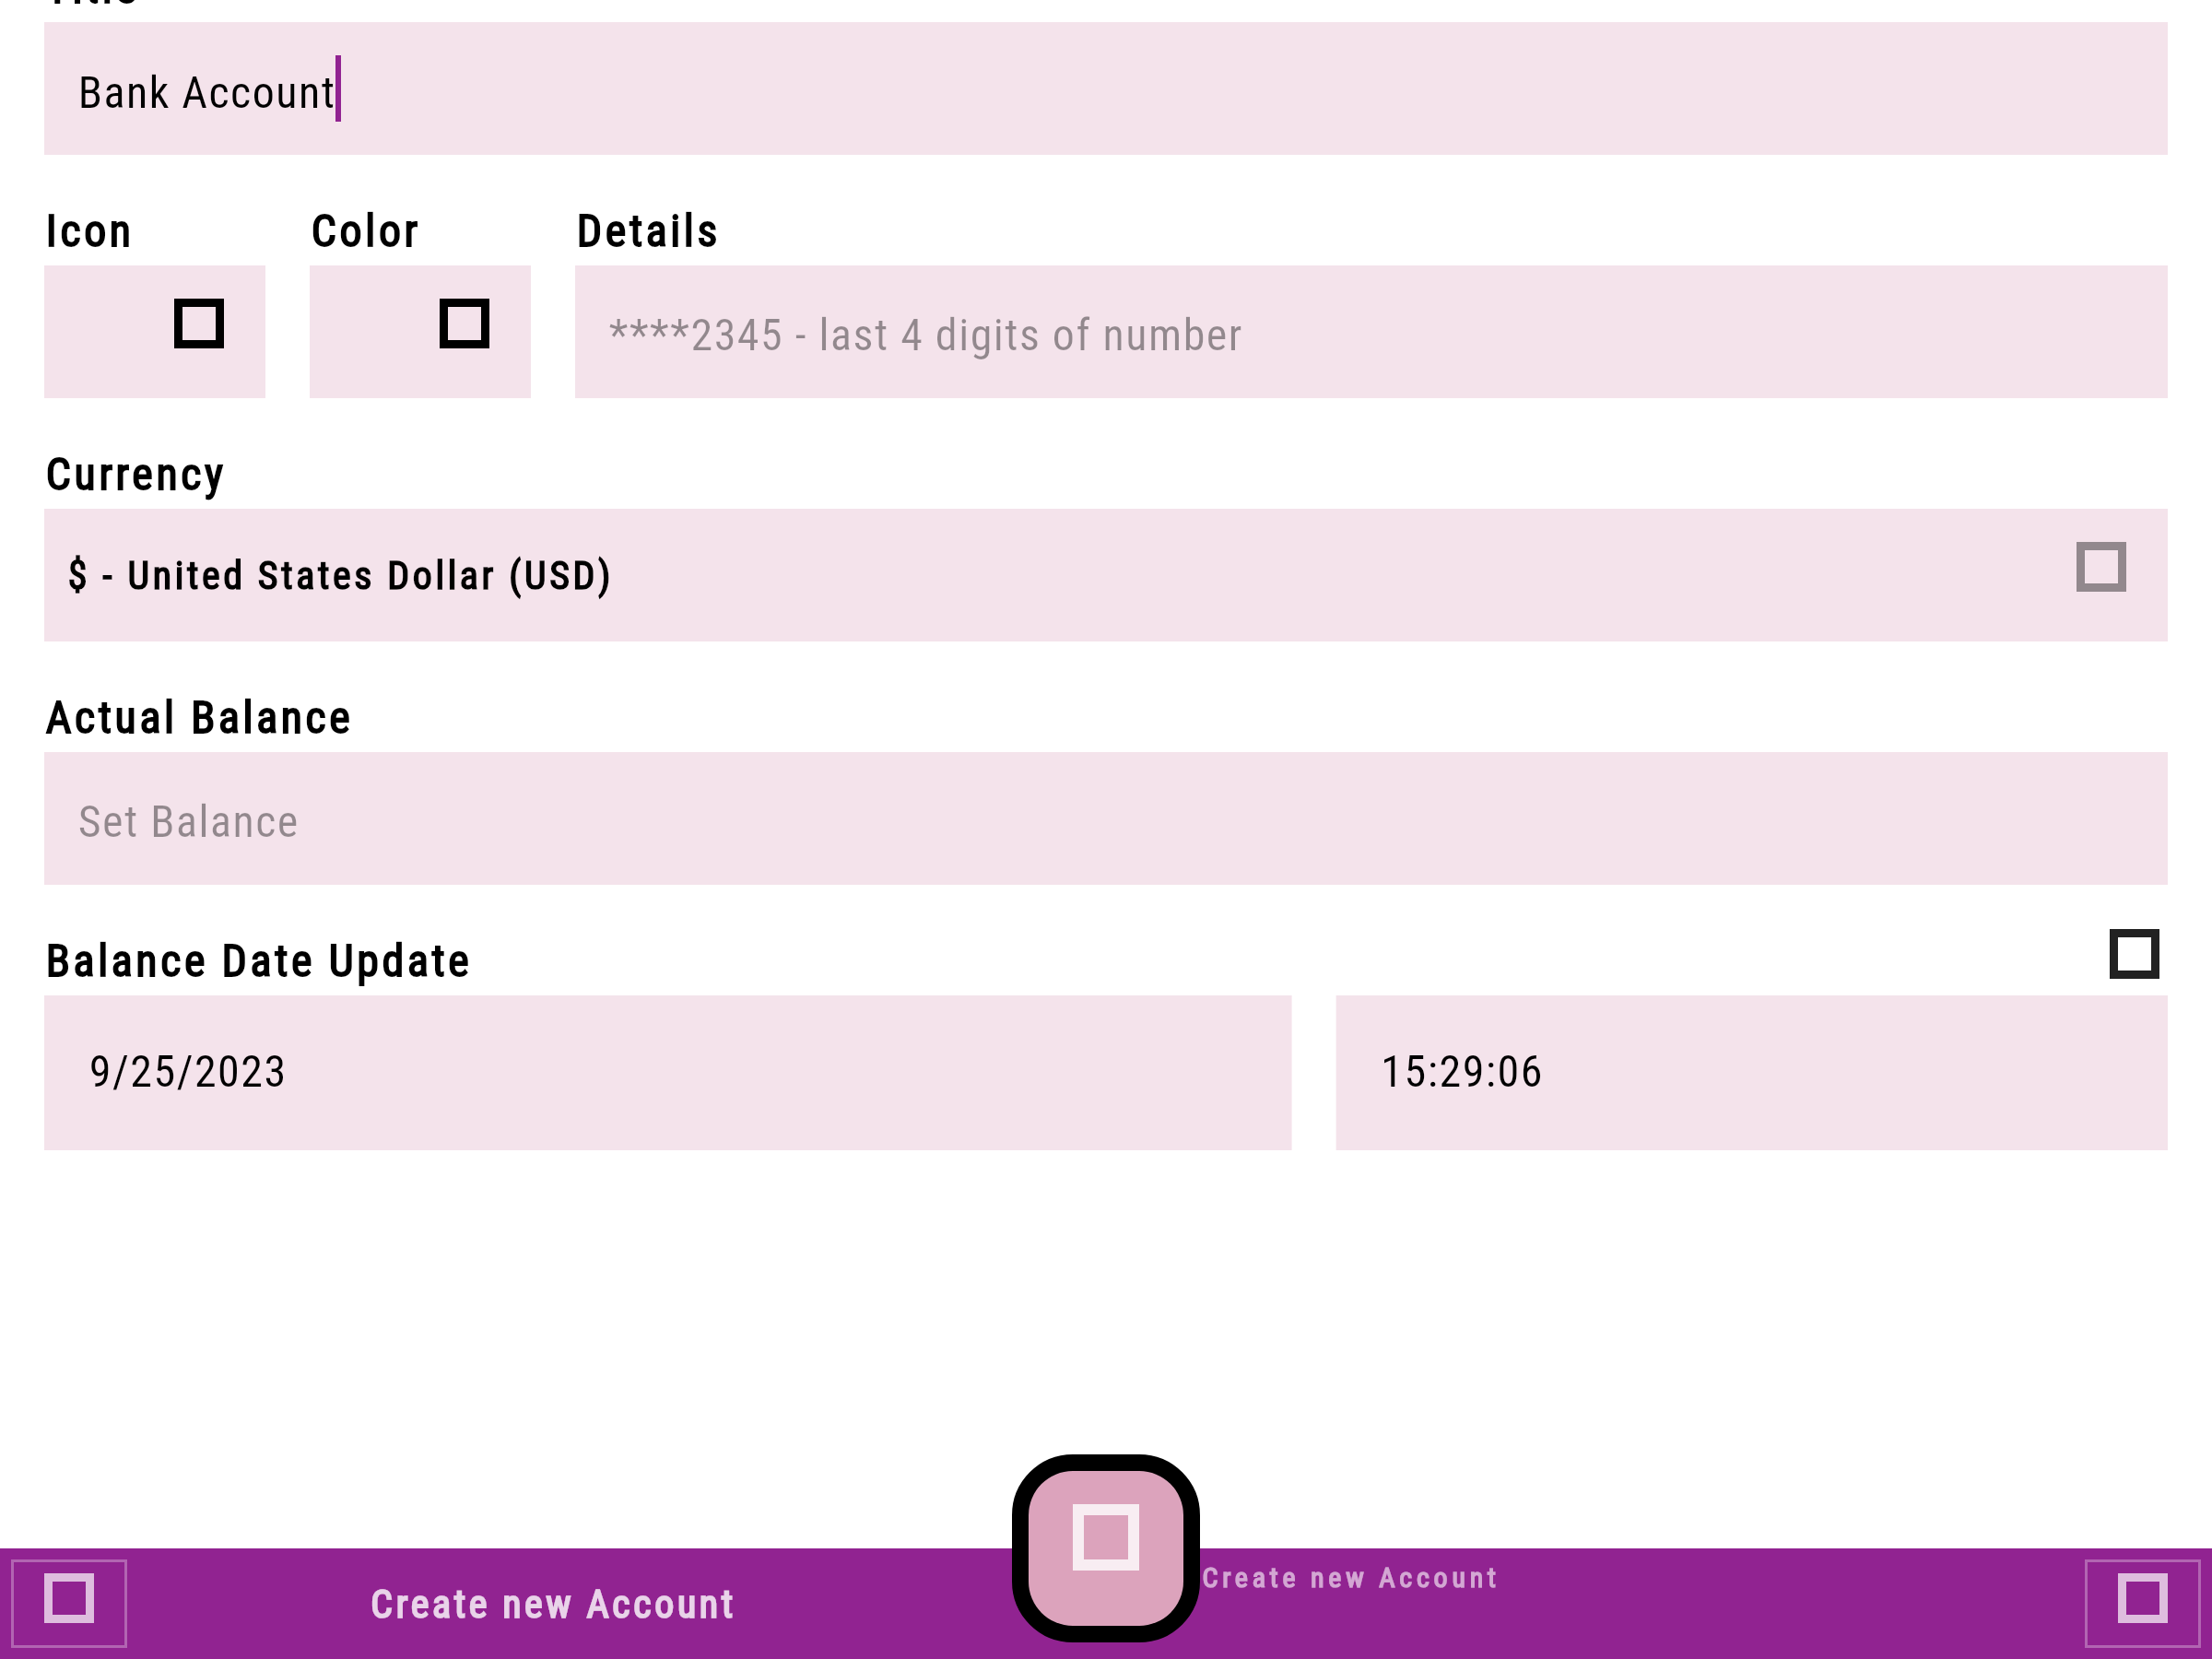 Title
Bank Account
Icon Color Details
****2345 - last 4 digits of number
Currency
$ - United States Dollar (USD)
Actual Balance
Set Balance
Balance Date Update
9/25/2023 15:29:06
Create new Account
Create new Account